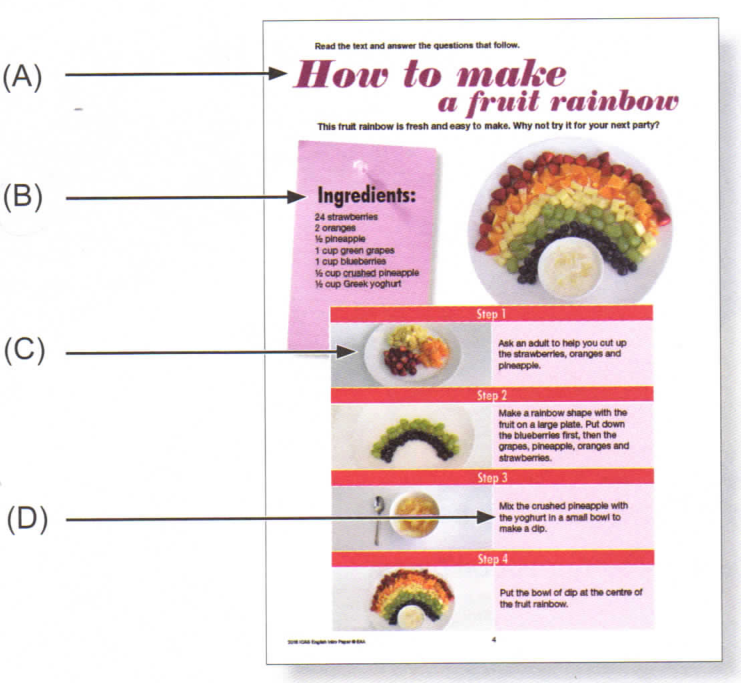 Read the text and answer the questions that follow.
(A)
How to make
a fruit rainbow
This fruit rainbow is fresh and easy to make. Why not try it for your next party?
(B)
Ingredients:
24 strawberries
2 oranges
½ pineapple
1 cup green grapes
1 cup blueberries
½ cup crushed pineapple
½ cup Greek yoghurt
Step 1
(C)
Ask an adult to help you cut up
the strawberries, oranges and
pineapple.
Step 2
Make a rainbow shape with the
fruit on a large plate. Put down
the blueberries first, then the
grapes, pineapple, oranges and
strawberries.
Step 3
(D)
Mix the crushed pineapple with
the yoghurt in a small bowl to
make a dip.
Step 4
Put the bowl of dip at the centre of
the fruit rainbow.
4